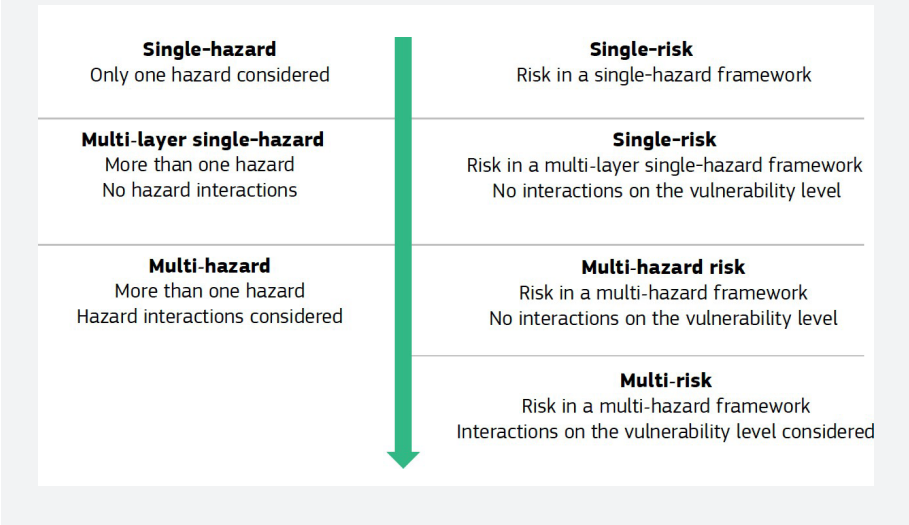 Single-hazard
Only one hazard considered
Single-risk
Risk in a single-hazard framework
Multi-layer single-hazard
More than one hazard
No hazard interactions
Single-risk
Risk in a multi-layer single-hazard framework
No interactions on the vulnerability level
Multi-hazard
More than one hazard
Hazard interactions considered
Multi-hazard risk
Risk in a multi-hazard framework
No interactions on the vulnerability level
Multi-risk
Risk in a multi-hazard framework
Interactions on the vulnerability level considered